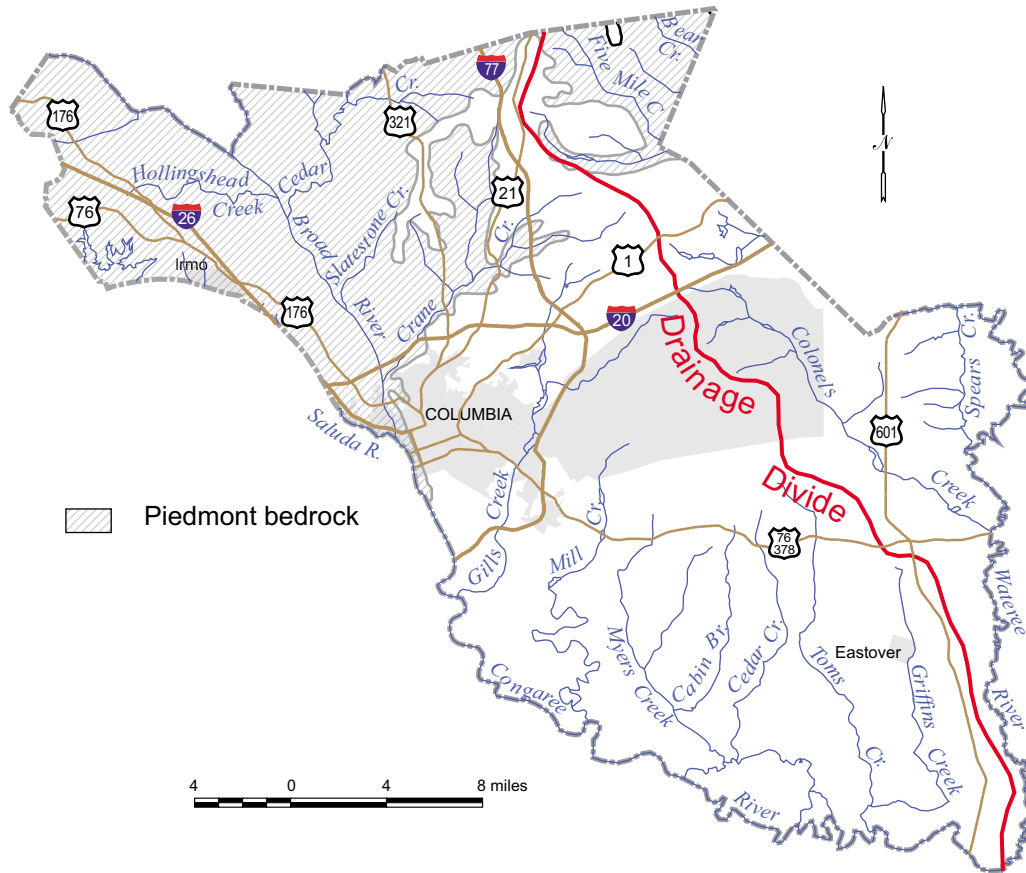 Bear
Cr.
Five
Mile C
77
Cr.
176
321
N
Hollingshead
Creek
Cedar
21
76
26
Broad
River
Slatestone Cr.
Cr.
Crane
Irmo
1
176
20
Drainage
Divide
Colonels
Creek
Cr.
Spears
COLUMBIA
Saluda R.
601
Piedmont bedrock
Gills
Creek
Mill
Cr.
76
378
Wateree
River
Myers
Creek
Cabin Br.
Cedar Cr.
Toms
Cr.
Eastover
Griffins
Creek
Congaree
River
4 0 4 8 miles